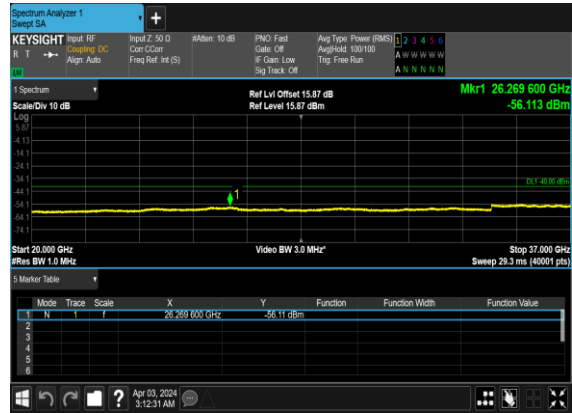 Spectrum Analyzer 1
Swept SA
+
KEYSIGHT Input: RF Input Z: 50 Ω #Atten: 10 dB PNO: Fast Avg Type: Power (RMS) 1 2 3 4 5 6
R T Coupling: DC Corr CCorr Gate: Off Avg|Hold: 100/100 A W W W W W
Align: Auto Freq Ref: Int (S) IF Gain: Low Trig: Free Run
Sig Track: Off A N N N N N
1 Spectrum Ref Lvl Offset 15.87 dB Mkr1 26.269 600 GHz
Scale/Div 10 dB Ref Level 15.87 dBm -56.113 dBm
Log
5.87
-4.13
-14.1
-24.1
-34.1
DL1 -40.00 dBm
-44.1
1
-54.1
-64.1
-74.1
Start 20.000 GHz Video BW 3.0 MHz* Stop 37.000 GHz
#Res BW 1.0 MHz Sweep 29.3 ms (40001 pts)
5 Marker Table
Mode Trace Scale X Y Function Function Width Function Value
1 N 1 f 26.269 600 GHz -56.11 dBm
2
3
4
5
6
? Apr 03, 2024
3:12:31 AM